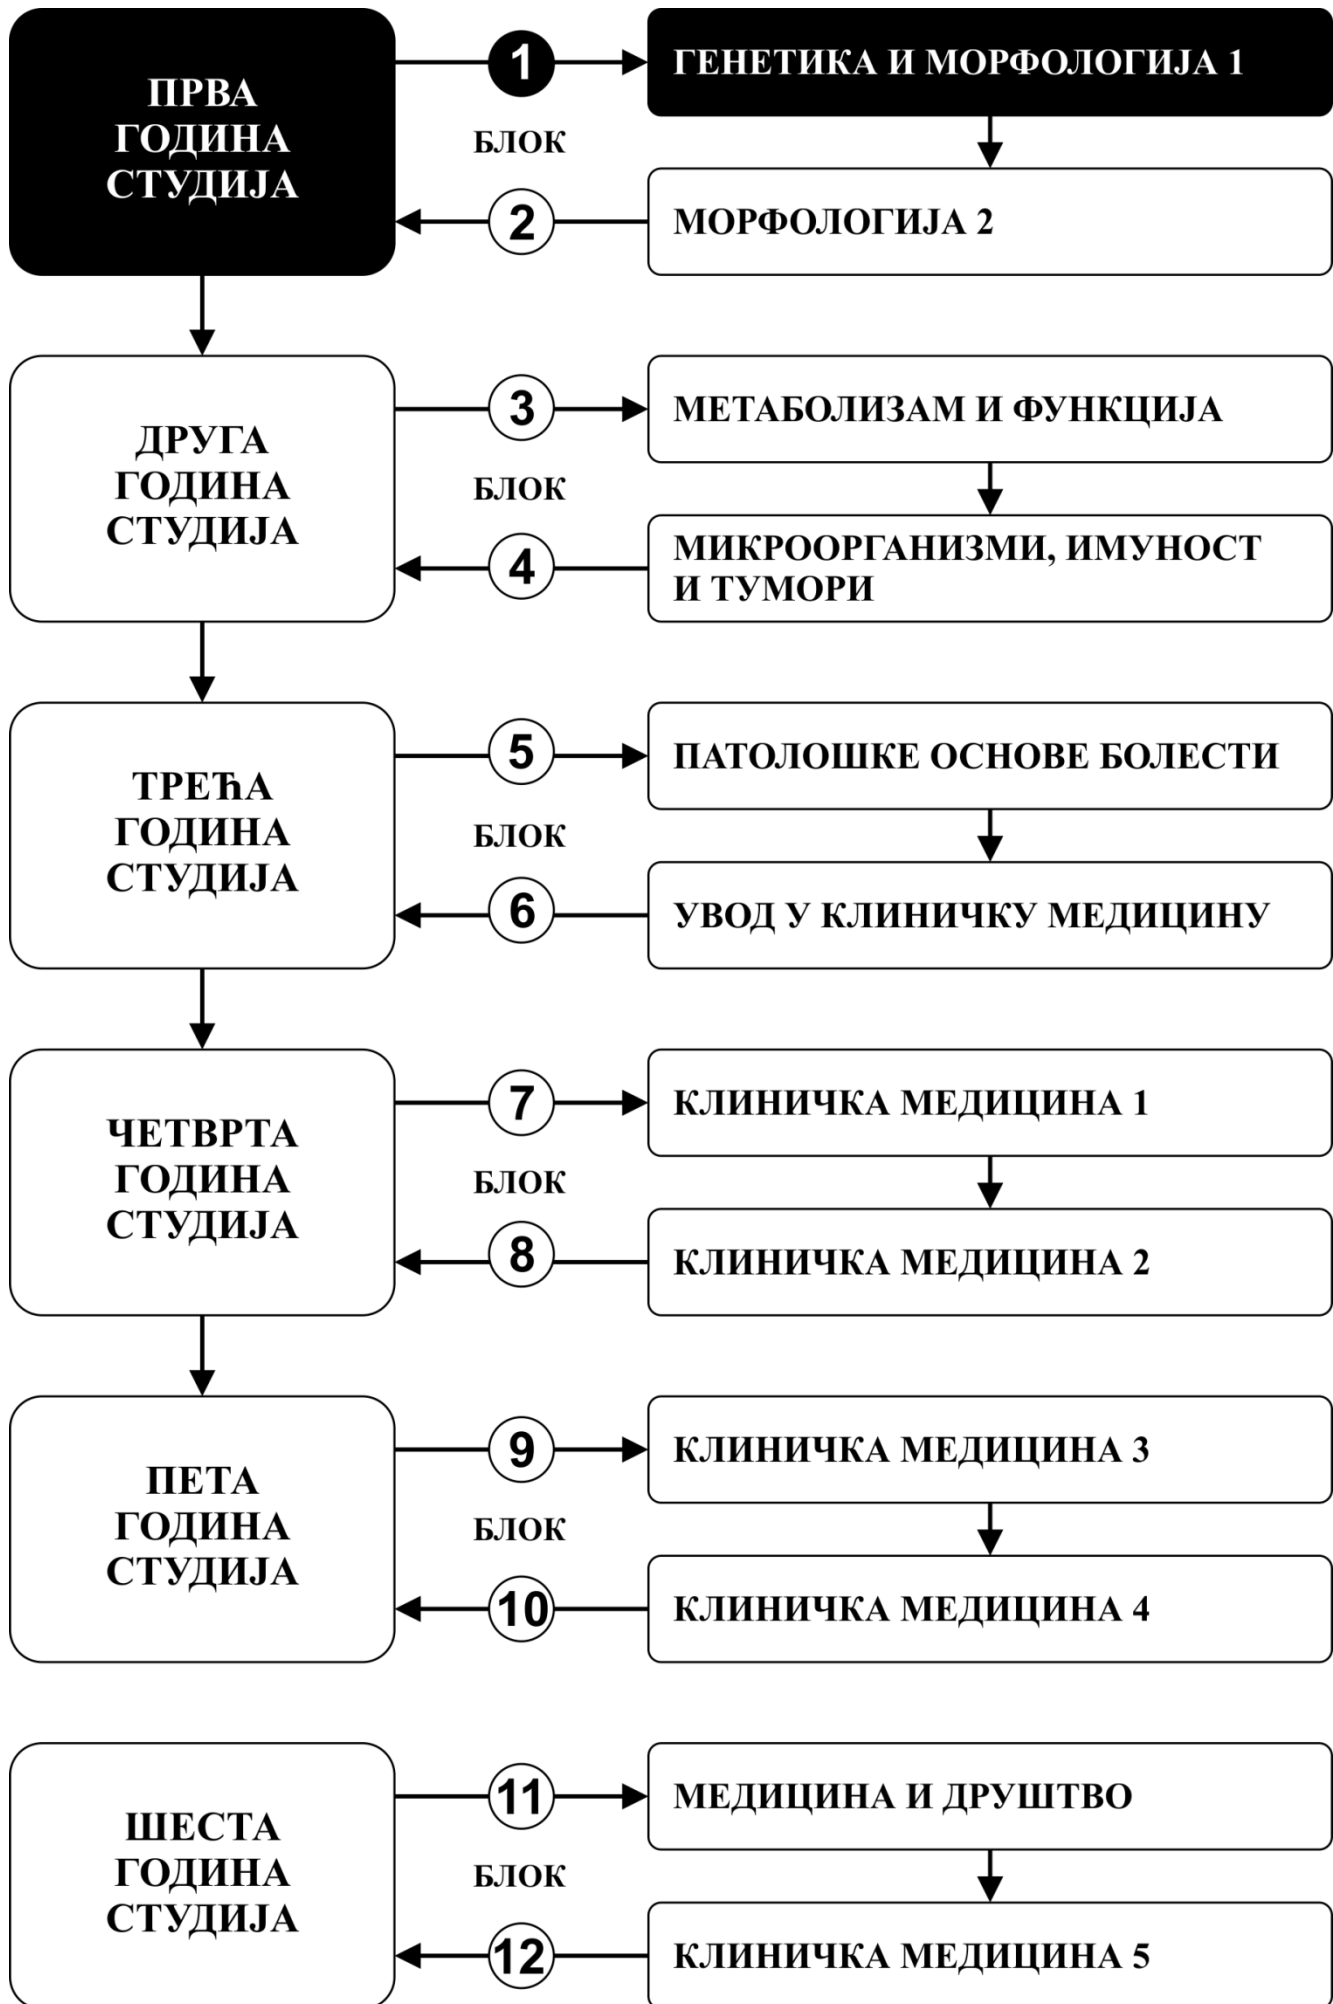 ПРВА
ГОДИНА
СТУДИЈА
1
БЛОК
2
ГЕНЕТИКА И МОРФОЛОГИЈА 1
МОРФОЛОГИЈА 2
ДРУГА
ГОДИНА
СТУДИЈА
3
БЛОК
4
МЕТАБОЛИЗАМ И ФУНКЦИЈА
МИКРООРГАНИЗМИ, ИМУНОСТ
И ТУМОРИ
ТРЕЋА
ГОДИНА
СТУДИЈА
5
БЛОК
6
ПАТОЛОШКЕ ОСНОВЕ БОЛЕСТИ
УВОД У КЛИНИЧКУ МЕДИЦИНУ
ЧЕТВРТА
ГОДИНА
СТУДИЈА
7
БЛОК
8
КЛИНИЧКА МЕДИЦИНА 1
КЛИНИЧКА МЕДИЦИНА 2
ПЕТА
ГОДИНА
СТУДИЈА
9
БЛОК
10
КЛИНИЧКА МЕДИЦИНА 3
КЛИНИЧКА МЕДИЦИНА 4
ШЕСТА
ГОДИНА
СТУДИЈА
11
БЛОК
12
МЕДИЦИНА И ДРУШТВО
КЛИНИЧКА МЕДИЦИНА 5